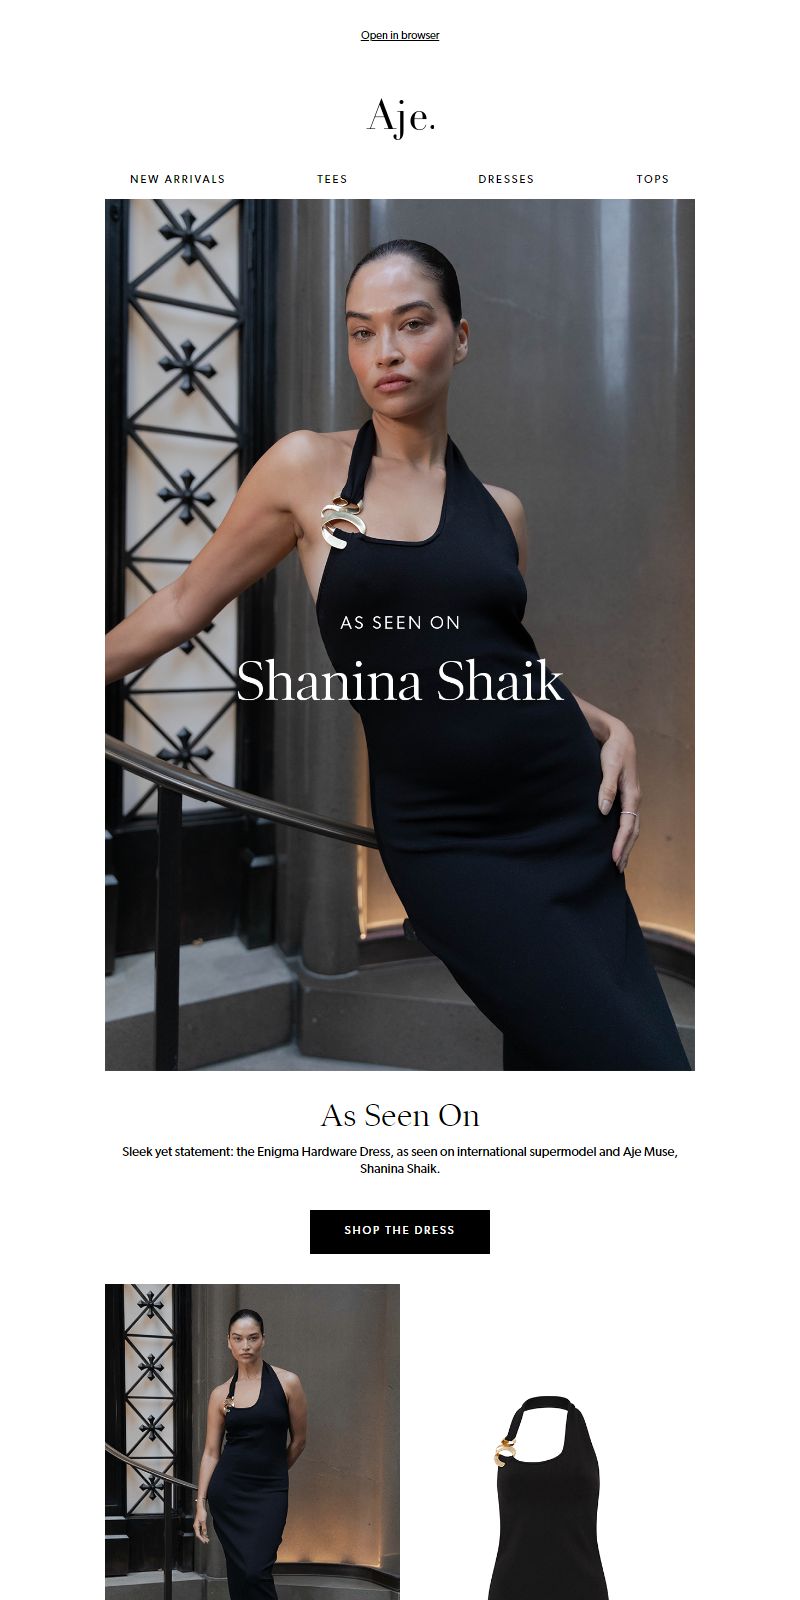 Open in browser
Aje.
NEW ARRIVALS TEES DRESSES TOPS
AS SEEN ON
Shanina Shaik
As Seen On
Sleek yet statement: the Enigma Hardware Dress, as seen on international supermodel and Aje Muse,
Shanina Shaik.
SHOP THE DRESS